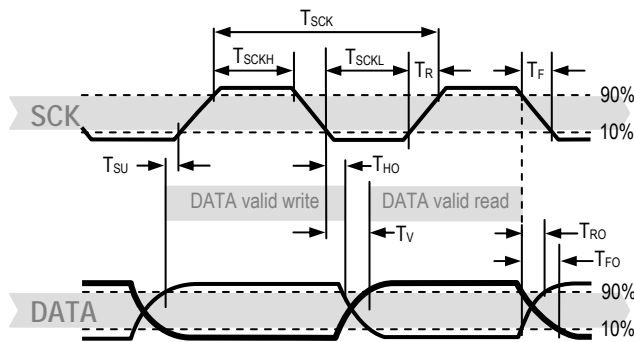 TSCK
TSCKH TSCKL TR TF
SCK
90%
10%
TSU THO
DATA valid write DATA valid read
TV TRO
TFO
DATA
90%
10%